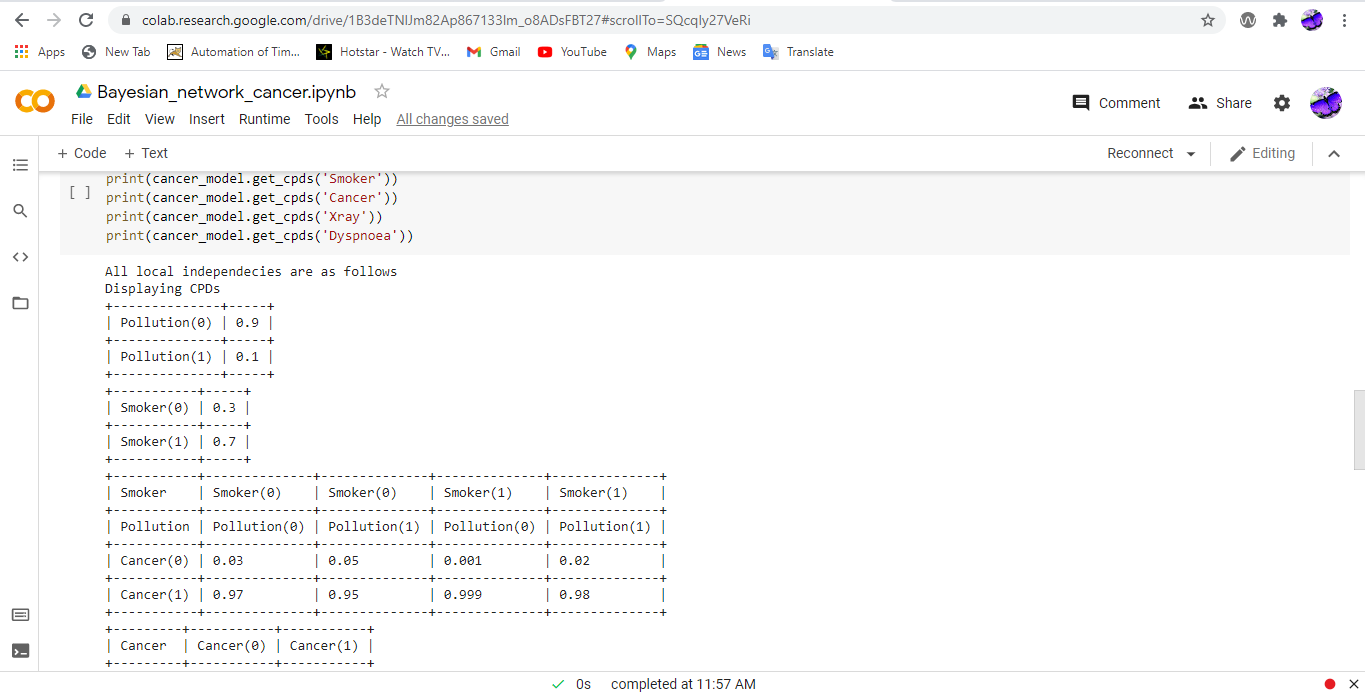 colab.research.google.com/drive/1B3deTNIJm82Ap867133lm_o8ADsFBT27#scrollTo=SQcqIy27VeRi
Apps New Tab Automation of Tim... Hotstar - Watch TV... Gmail YouTube Maps News Translate
Bayesian_network_cancer.ipynb
File Edit View Insert Runtime Tools Help All changes saved
Comment Share
+ Code + Text
Reconnect Editing
[ ]
print(cancer_model.get_cpds('Smoker'))
print(cancer_model.get_cpds('Cancer'))
print(cancer_model.get_cpds('Xray'))
print(cancer_model.get_cpds('Dyspnoea'))
All local independecies are as follows
Displaying CPDs
+--------------+-----+
| Pollution(0) | 0.9 |
+--------------+-----+
| Pollution(1) | 0.1 |
+--------------+-----+
+-----------+-----+
| Smoker(0) | 0.3 |
+-----------+-----+
| Smoker(1) | 0.7 |
+-----------+-----+
+-----------+--------------+--------------+--------------+--------------+
| Smoker    | Smoker(0)    | Smoker(0)    | Smoker(1)    | Smoker(1)    |
+-----------+--------------+--------------+--------------+--------------+
| Pollution | Pollution(0) | Pollution(1) | Pollution(0) | Pollution(1) |
+-----------+--------------+--------------+--------------+--------------+
| Cancer(0) | 0.03         | 0.05         | 0.001        | 0.02         |
+-----------+--------------+--------------+--------------+--------------+
| Cancer(1) | 0.97         | 0.95         | 0.999        | 0.98         |
+-----------+--------------+--------------+--------------+--------------+
+---------+-----------+-----------+
| Cancer  | Cancer(0) | Cancer(1) |
+---------+-----------+-----------+
0s completed at 11:57 AM